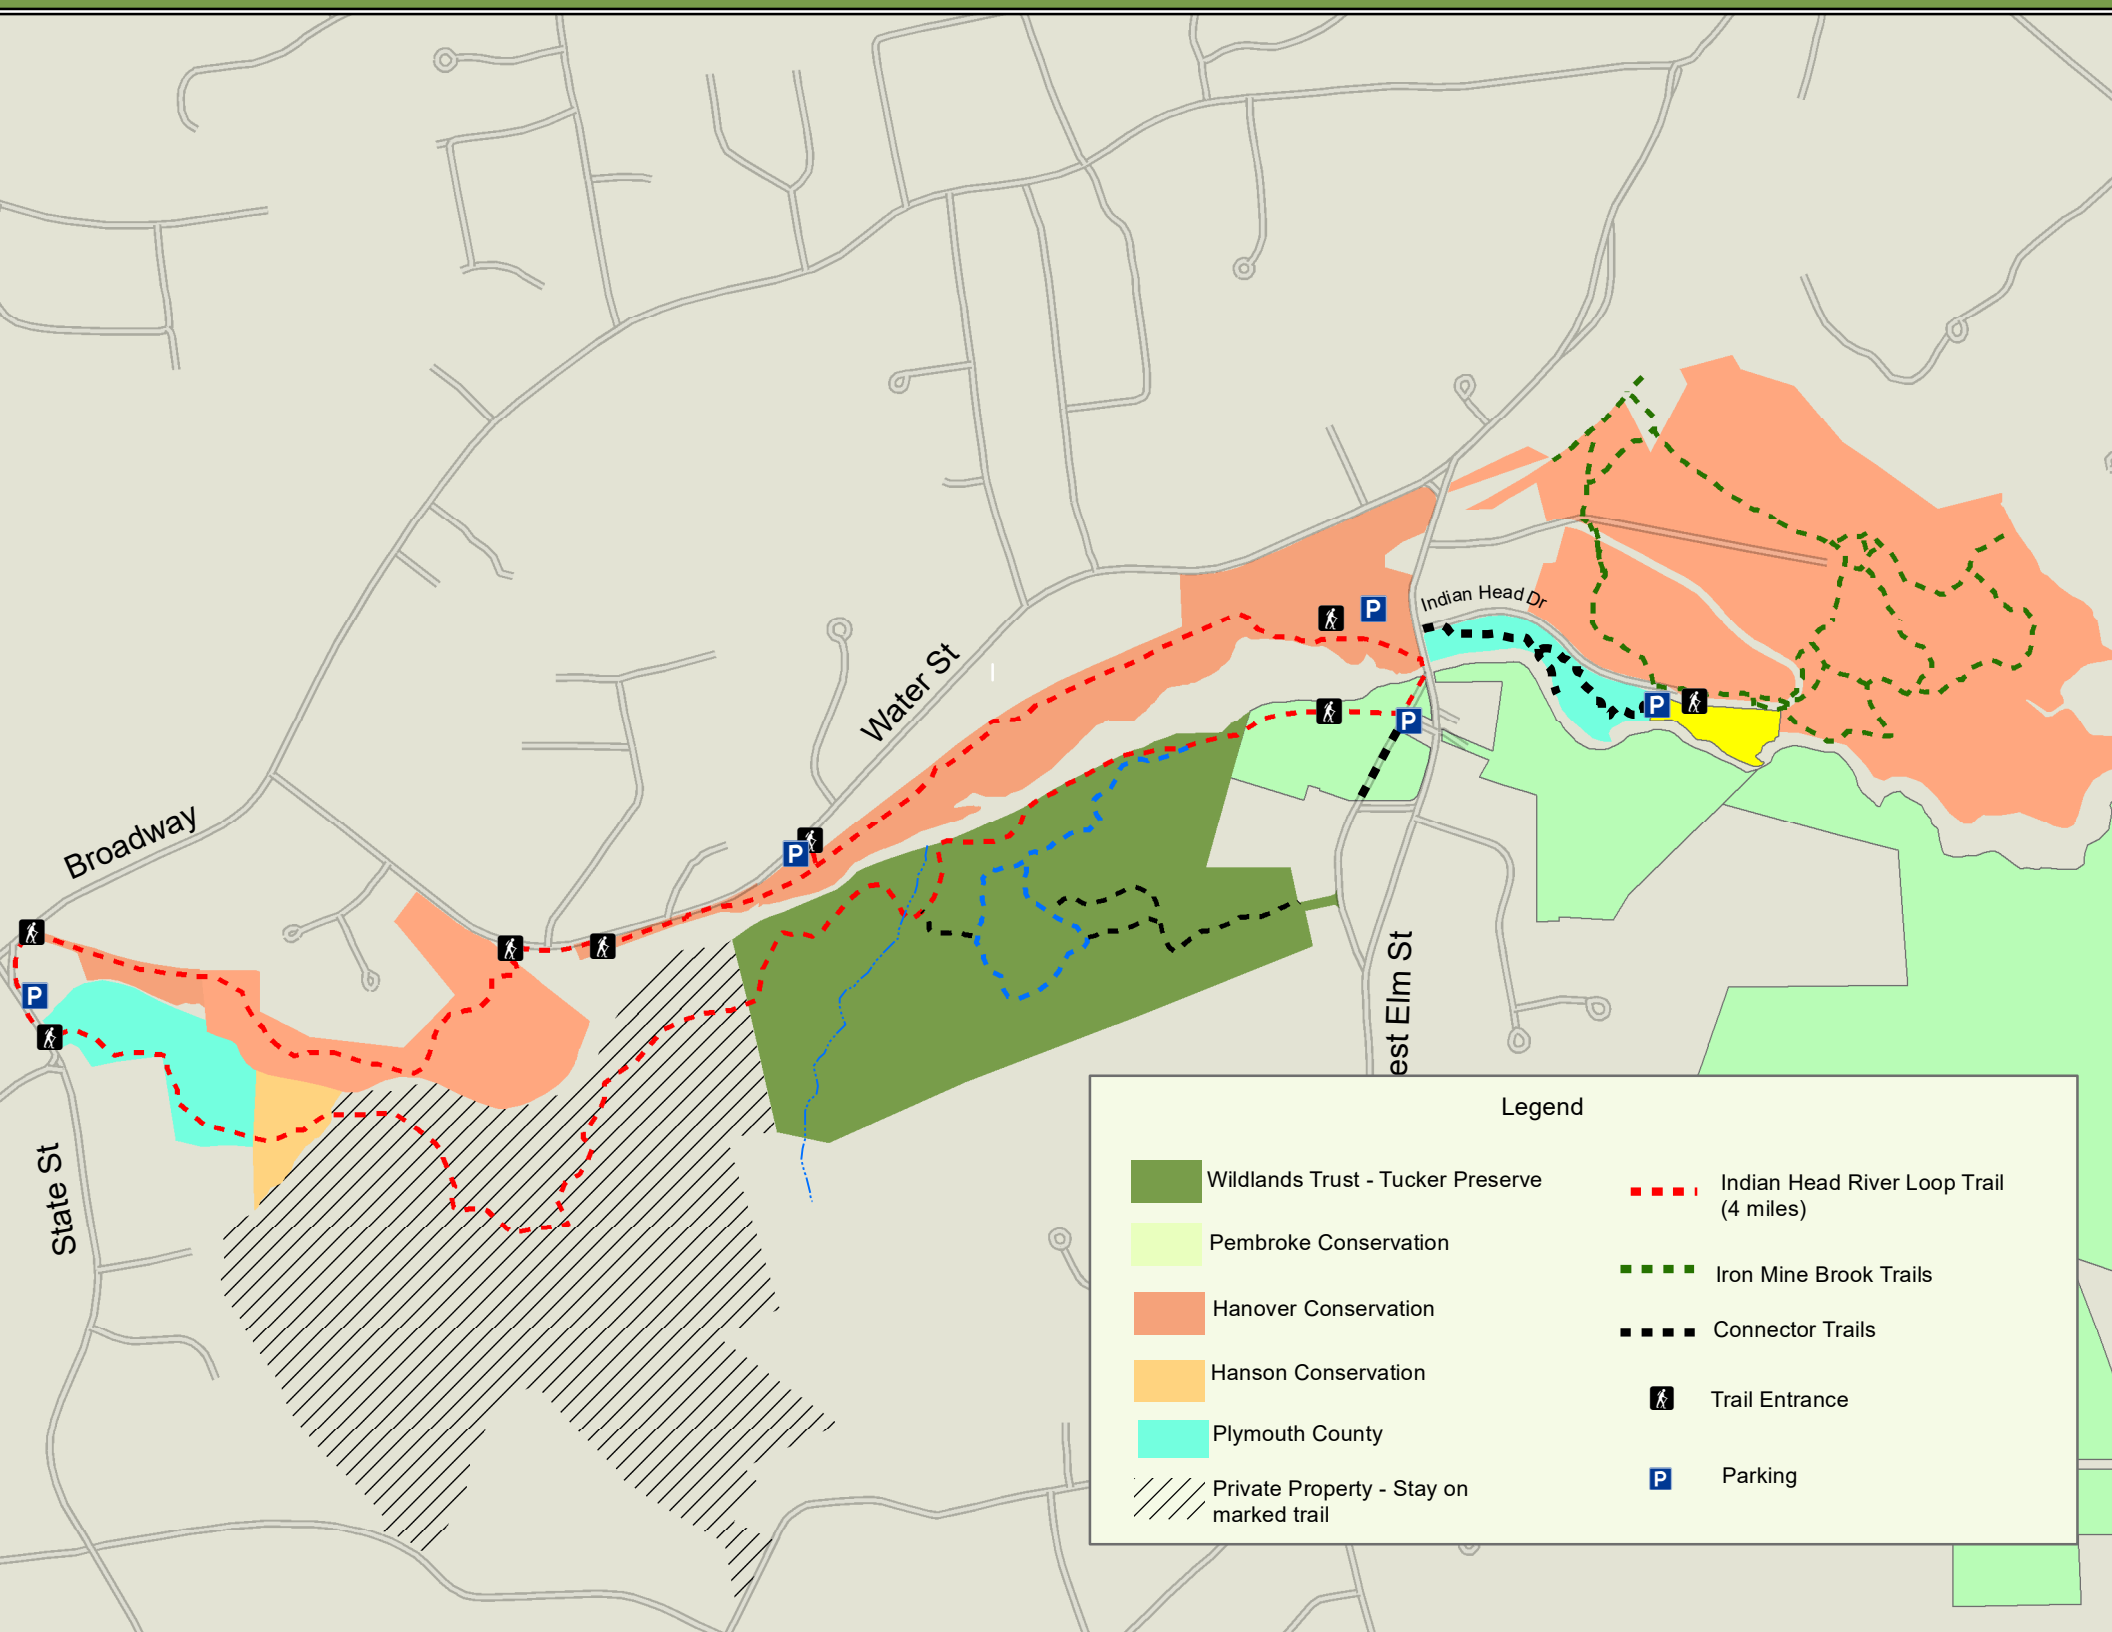 Indian Head Dr
Water St
Broadway
est Elm St
State St
P
P
P
P
P
Legend
Wildlands Trust - Tucker Preserve
Pembroke Conservation
Hanover Conservation
Hanson Conservation
Plymouth County
Private Property - Stay on
marked trail
Indian Head River Loop Trail
(4 miles)
Iron Mine Brook Trails
Connector Trails
Trail Entrance
P
Parking